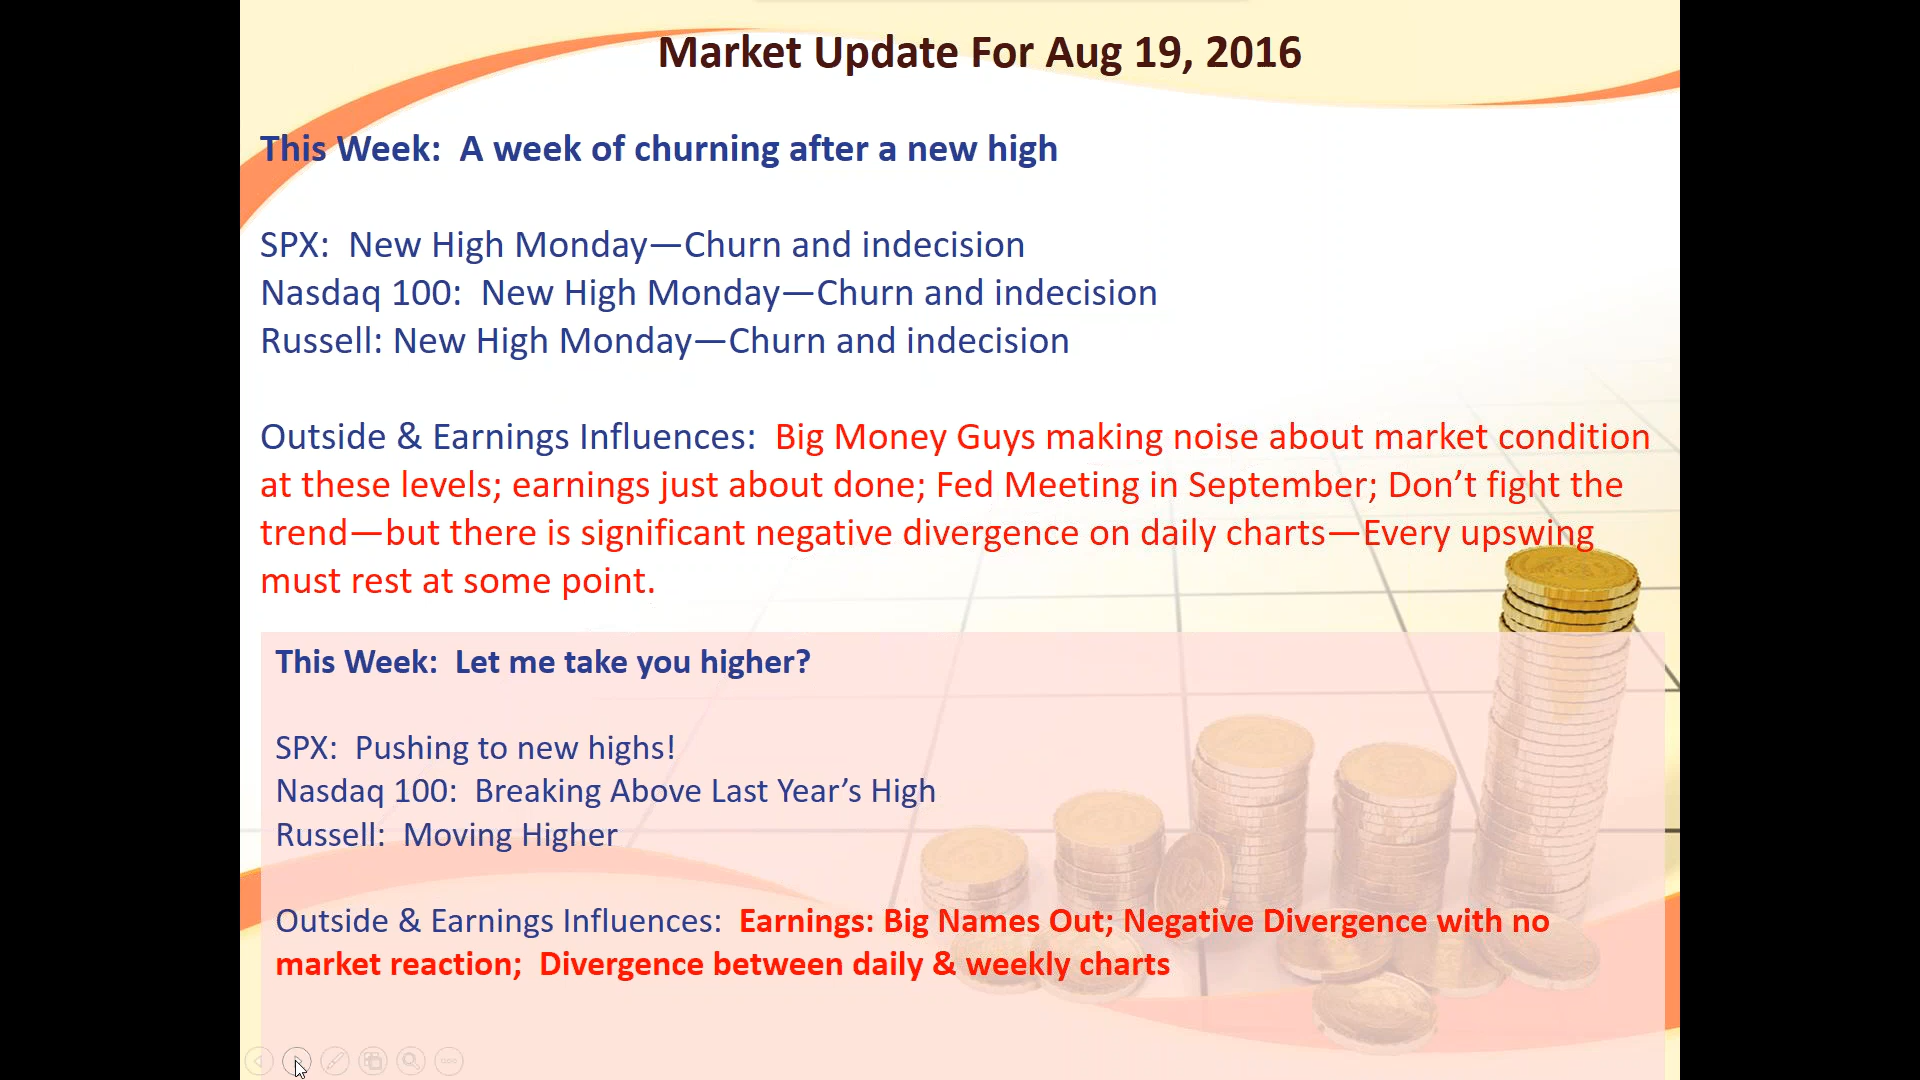 Market Update For Aug 19, 2016
This Week:  A week of churning after a new high
SPX:  New High Monday—Churn and indecision
Nasdaq 100:  New High Monday—Churn and indecision
Russell: New High Monday—Churn and indecision
Outside & Earnings Influences:  Big Money Guys making noise about market condition
at these levels; earnings just about done; Fed Meeting in September; Don’t fight the
trend—but there is significant negative divergence on daily charts—Every upswing
must rest at some point.
This Week:  Let me take you higher?
SPX:  Pushing to new highs!
Nasdaq 100:  Breaking Above Last Year’s High
Russell:  Moving Higher
Outside & Earnings Influences:  Earnings: Big Names Out; Negative Divergence with no
market reaction;  Divergence between daily & weekly charts